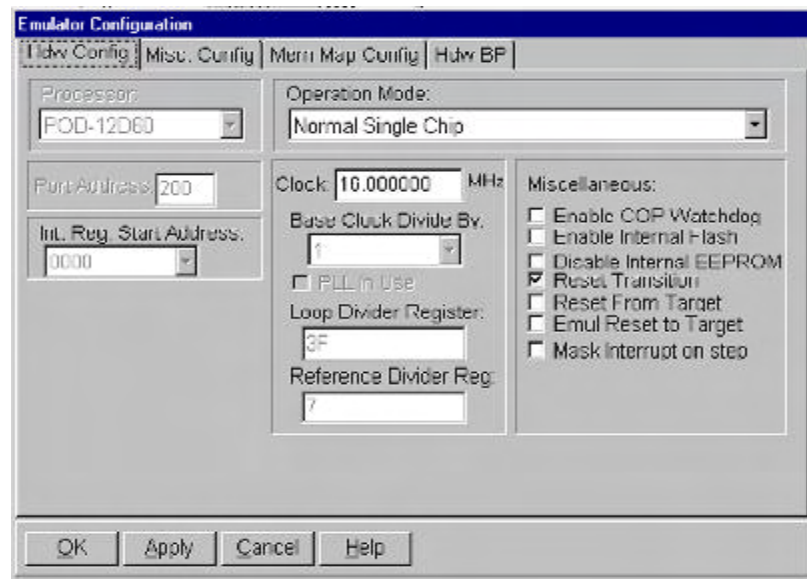 Emulator Configuration
Hdw Config Misc. Config Mem Map Config Hdw BP
Processor:
POD-12D60
Operation Mode:
Normal Single Chip
Port Address: 200
Int. Reg. Start Address:
0000
Clock: 16.000000 MHz
Base Clock Divide By:
1
PLL in Use
Loop Divider Register:
3F
Reference Divider Reg:
7
Miscellaneous:
Enable COP Watchdog
Enable Internal Flash
Disable Internal EEPROM
Reset Transition
Reset From Target
Emul Reset to Target
Mask Interrupt on step
OK Apply Cancel Help